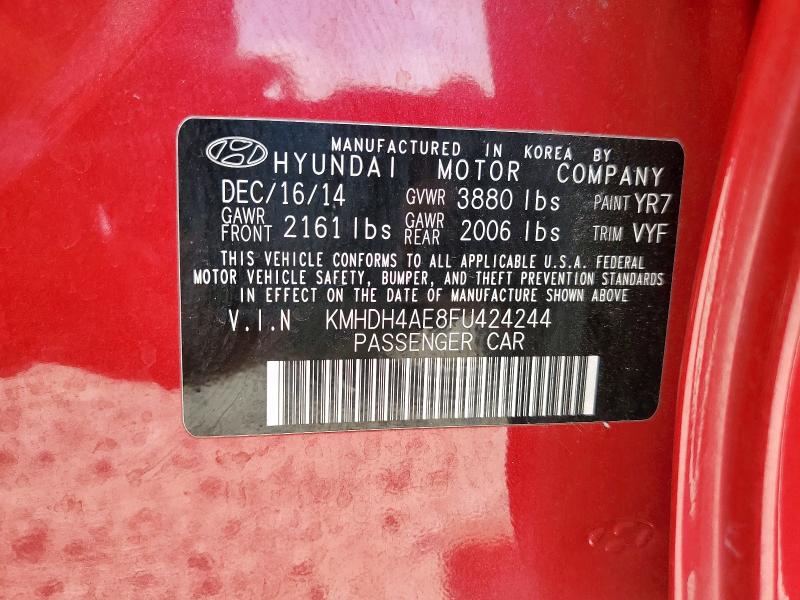 MANUFACTURED IN KOREA BY
HYUNDAI MOTOR COMPANY
DEC/16/14 GVWR 3880 lbs PAINT YR7
GAWR FRONT 2161 lbs GAWR REAR 2006 lbs TRIM VYF
THIS VEHICLE CONFORMS TO ALL APPLICABLE U.S.A. FEDERAL
MOTOR VEHICLE SAFETY, BUMPER, AND THEFT PREVENTION STANDARDS
IN EFFECT ON THE DATE OF MANUFACTURE SHOWN ABOVE
V.I.N KMHDH4AE8FU424244
PASSENGER CAR